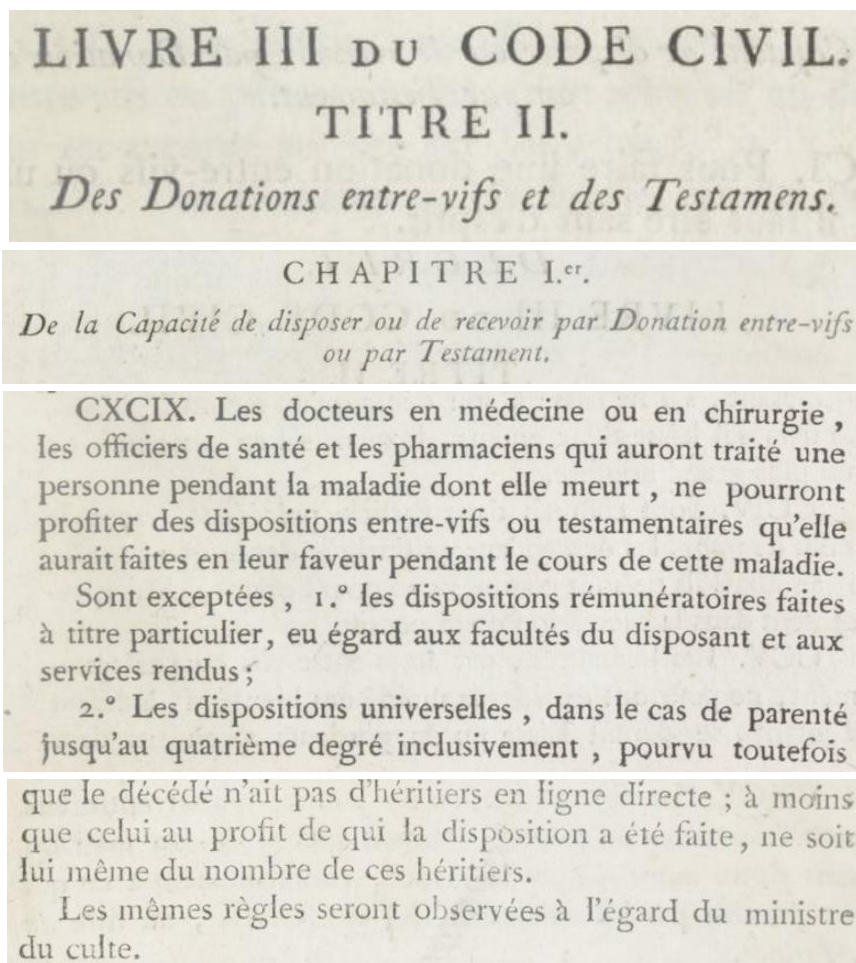 LIVRE III DU CODE CIVIL.
TITRE II.
Des Donations entre-vifs et des Testamens.
CHAPITRE I.er.
De la Capacité de disposer ou de recevoir par Donation entre-vifs
ou par Testament.
CXCIX. Les docteurs en médecine ou en chirurgie,
les officiers de santé et les pharmaciens qui auront traité une
personne pendant la maladie dont elle meurt, ne pourront
profiter des dispositions entre-vifs ou testamentaires qu'elle
aurait faites en leur faveur pendant le cours de cette maladie.
Sont exceptées, 1.° les dispositions rémunératoires faites
à titre particulier, eu égard aux facultés du disposant et aux
services rendus;
2.° Les dispositions universelles, dans le cas de parenté
jusqu'au quatrième degré inclusivement, pourvu toutefois
que le décédé n'ait pas d'héritiers en ligne directe; à moins
que celui au profit de qui la disposition a été faite, ne soit
lui même du nombre de ces héritiers.
Les mêmes règles seront observées à l'égard du ministre
du culte.